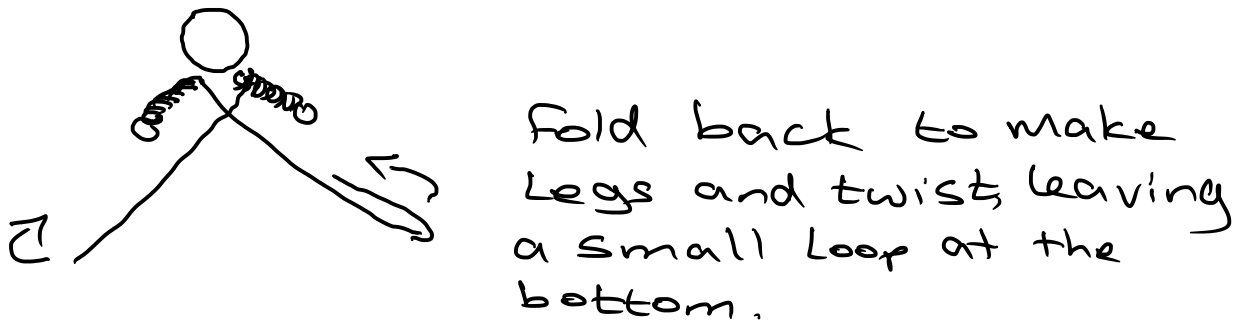 Fold back to make
Legs and twist, leaving
a small Loop at the
bottom.